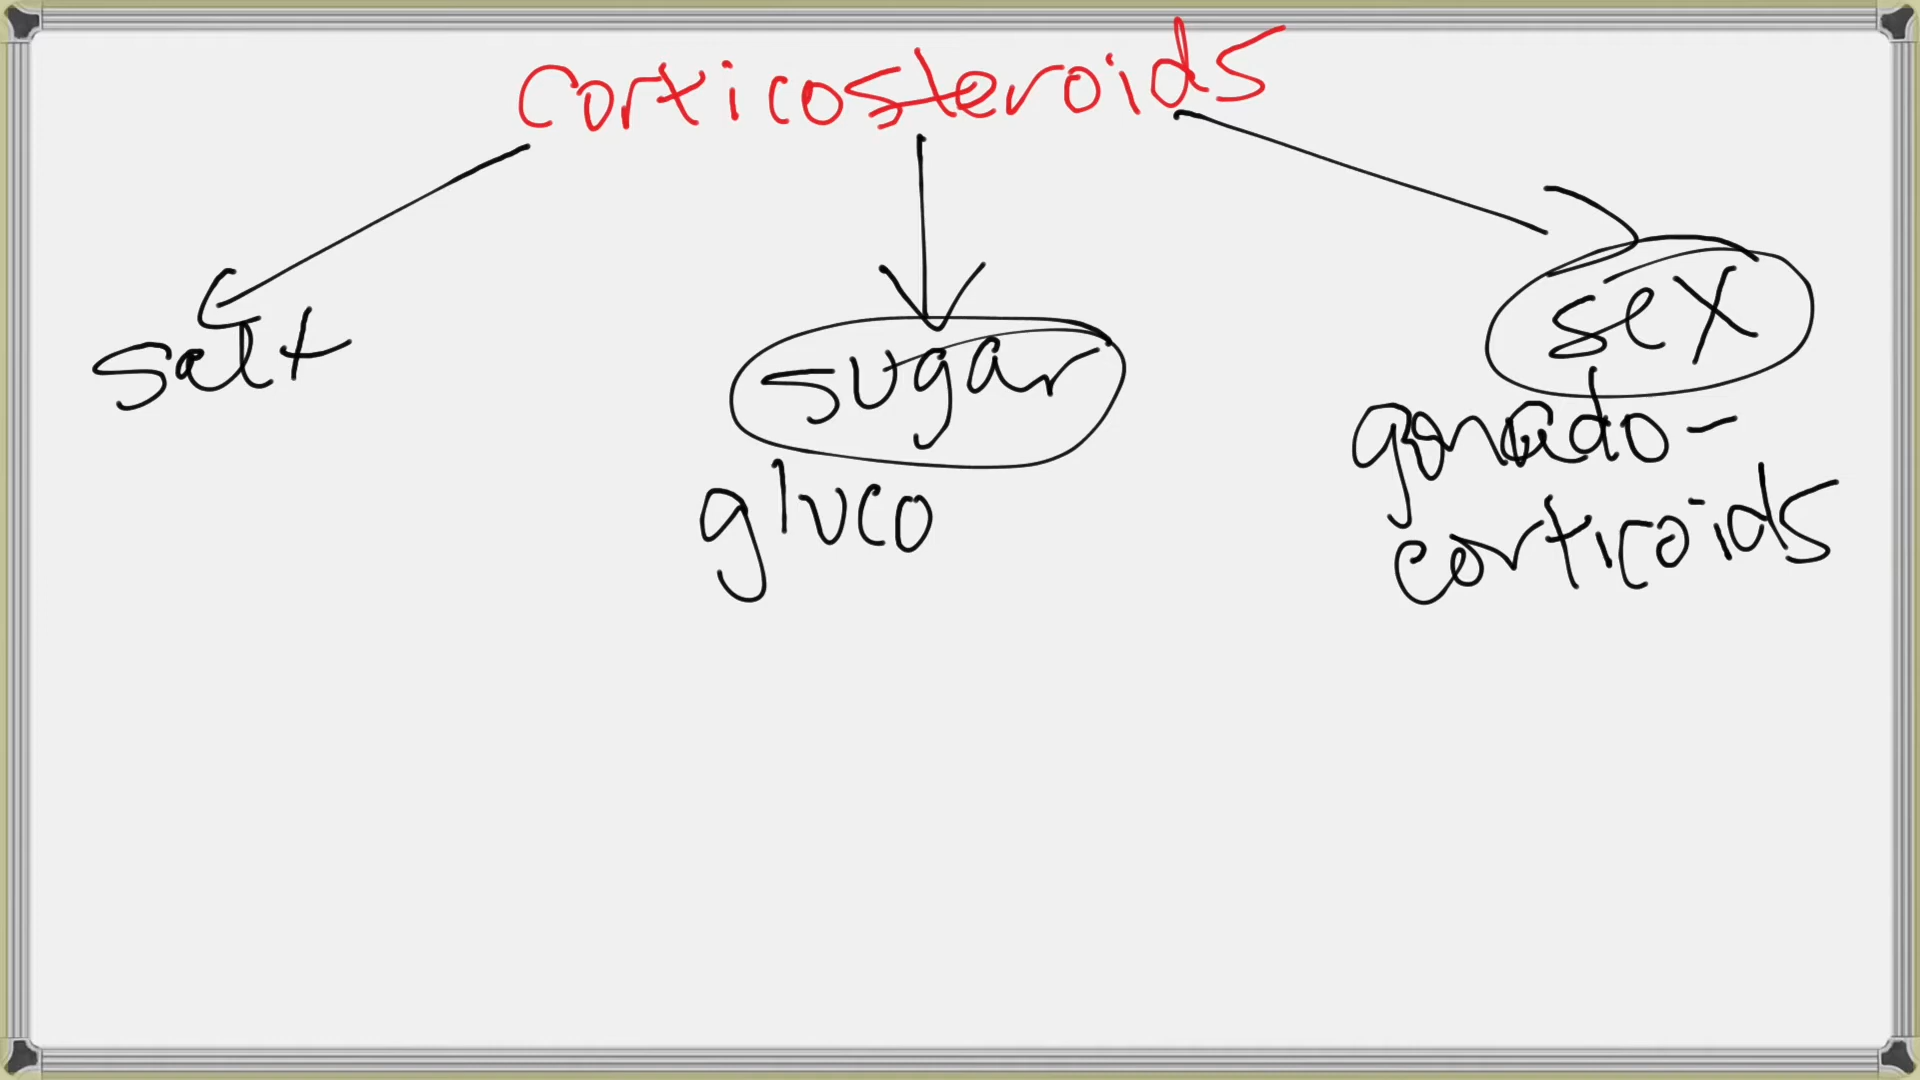 corticosteroids
salt
sugar
sex
gluco
gonado-
corticoids